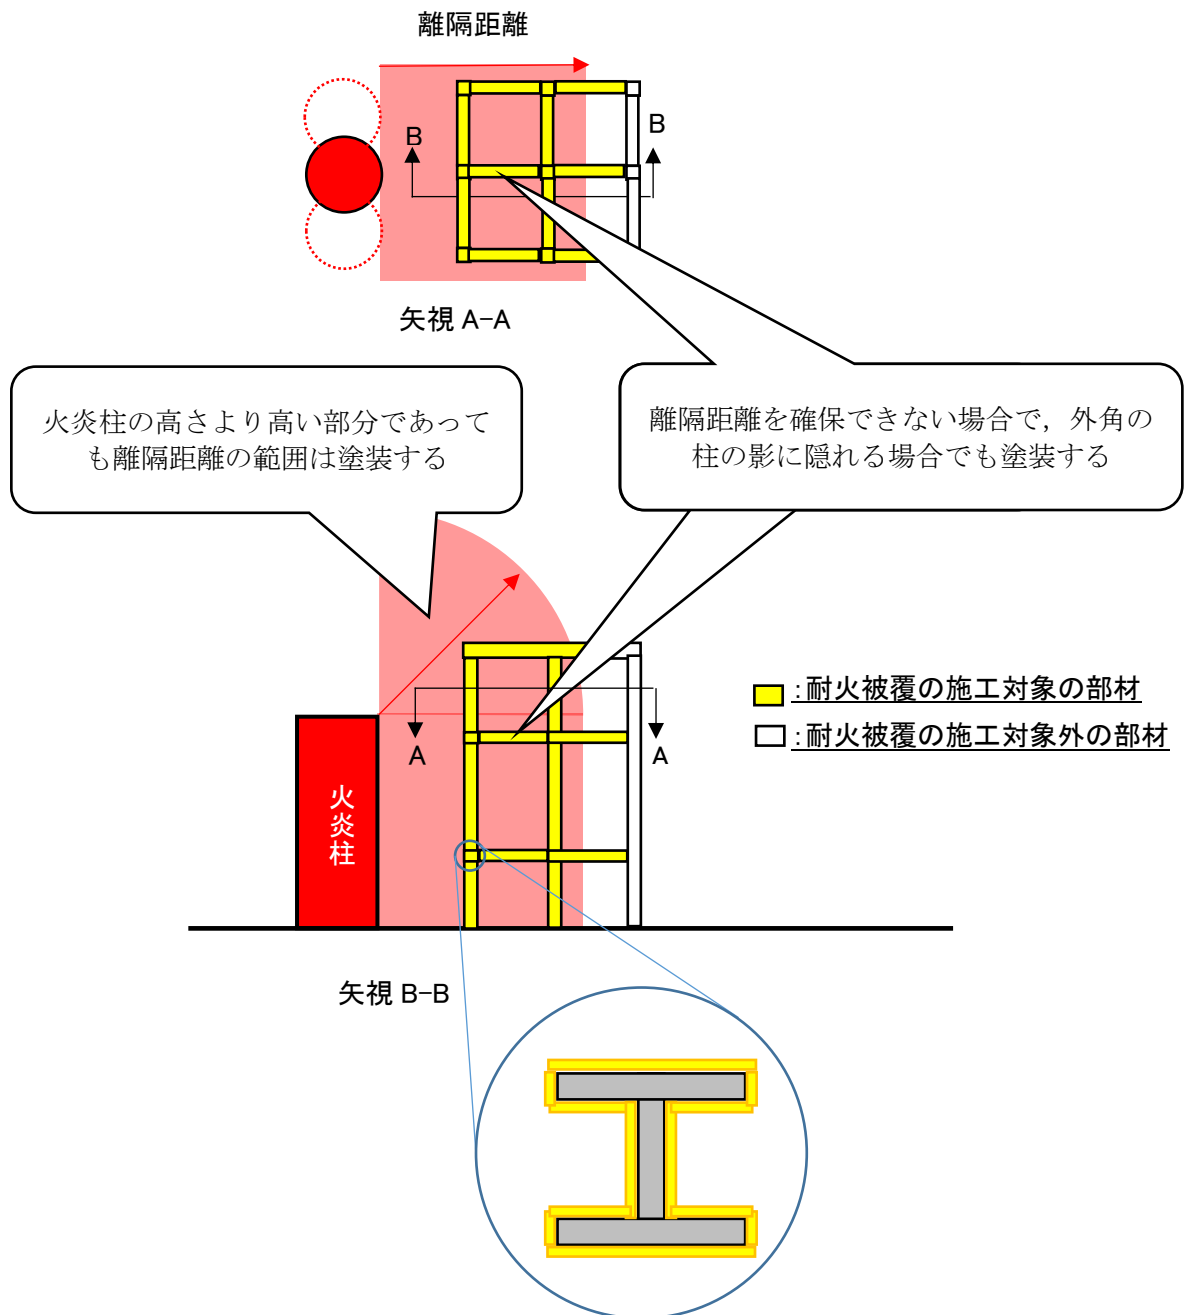 離隔距離
B
B
矢視 A-A
火炎柱の高さより高い部分であって
も離隔距離の範囲は塗装する
離隔距離を確保できない場合で，外角の
柱の影に隠れる場合でも塗装する
:耐火被覆の施工対象の部材
:耐火被覆の施工対象外の部材
A
A
火炎柱
矢視 B-B